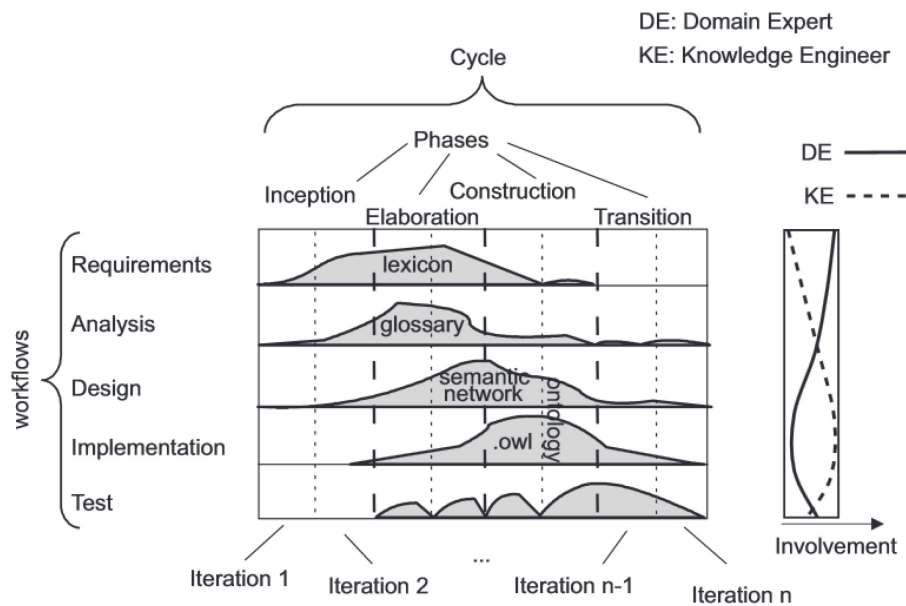 DE: Domain Expert
KE: Knowledge Engineer
Cycle
Phases
Inception
Construction
Elaboration
Transition
DE
KE
workflows
Requirements
lexicon
Analysis
glossary
Design
semantic
network
ontology
Implementation
.owl
Test
Involvement
Iteration 1
Iteration 2
...
Iteration n-1
Iteration n